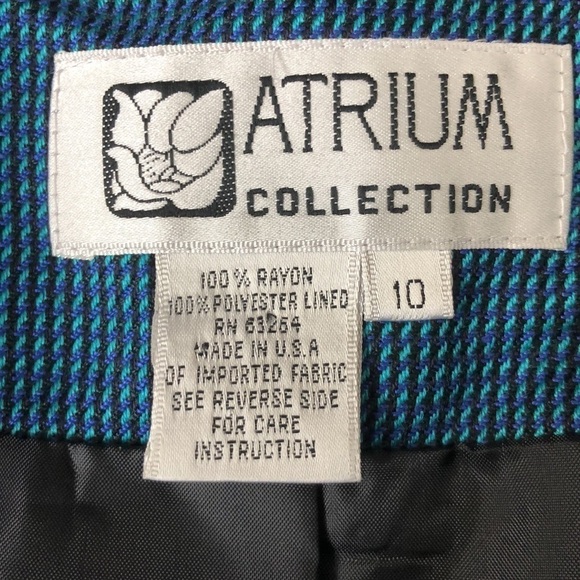 ATRIUM
COLLECTION
10
100% RAYON
100% POLYESTER LINED
RN 63264
MADE IN U.S.A
OF IMPORTED FABRIC
SEE REVERSE SIDE
FOR CARE
INSTRUCTION